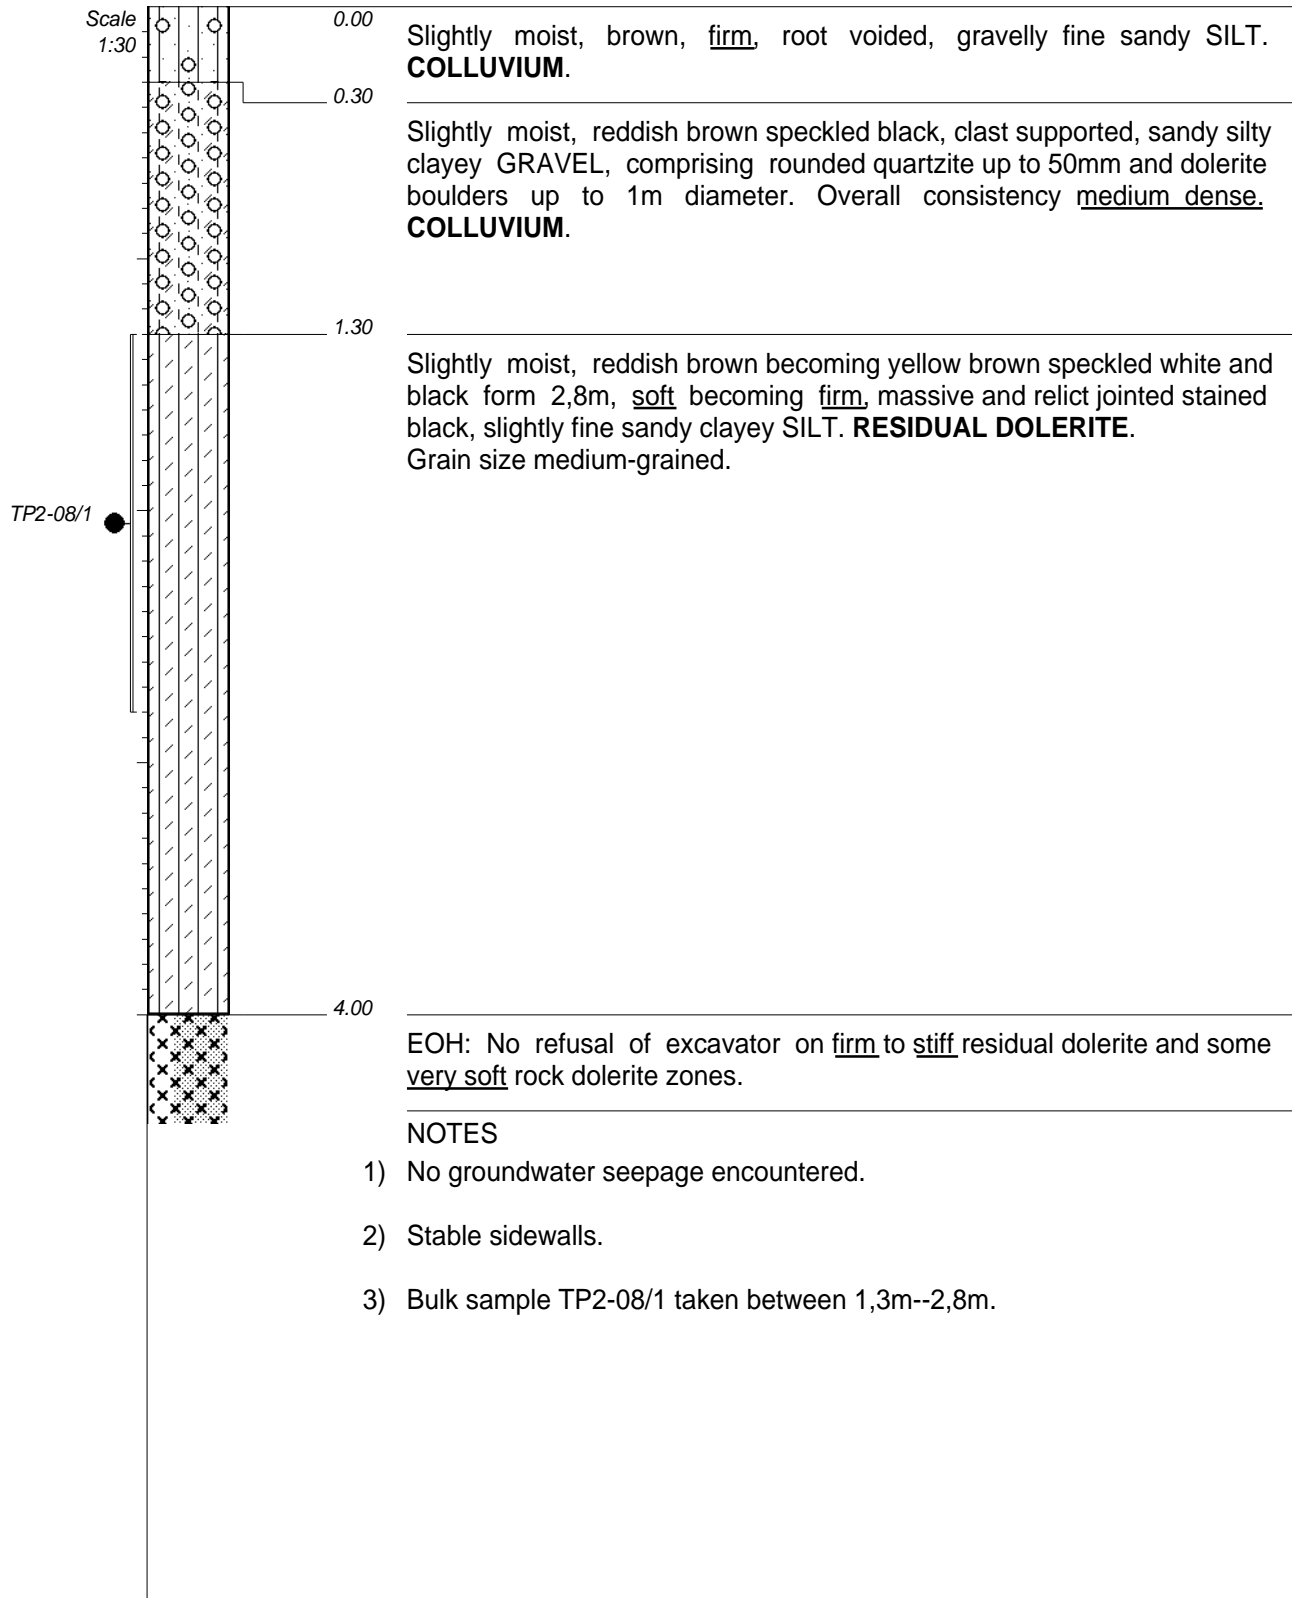 Scale
1:30
0.00
Slightly moist, brown, firm, root voided, gravelly fine sandy SILT.
COLLUVIUM.
0.30
Slightly moist, reddish brown speckled black, clast supported, sandy silty
clayey GRAVEL, comprising rounded quartzite up to 50mm and dolerite
boulders up to 1m diameter. Overall consistency medium dense.
COLLUVIUM.
1.30
Slightly moist, reddish brown becoming yellow brown speckled white and
black form 2,8m, soft becoming firm, massive and relict jointed stained
black, slightly fine sandy clayey SILT. RESIDUAL DOLERITE.
Grain size medium-grained.
TP2-08/1
4.00
EOH: No refusal of excavator on firm to stiff residual dolerite and some
very soft rock dolerite zones.
NOTES
1) No groundwater seepage encountered.
2) Stable sidewalls.
3) Bulk sample TP2-08/1 taken between 1,3m--2,8m.